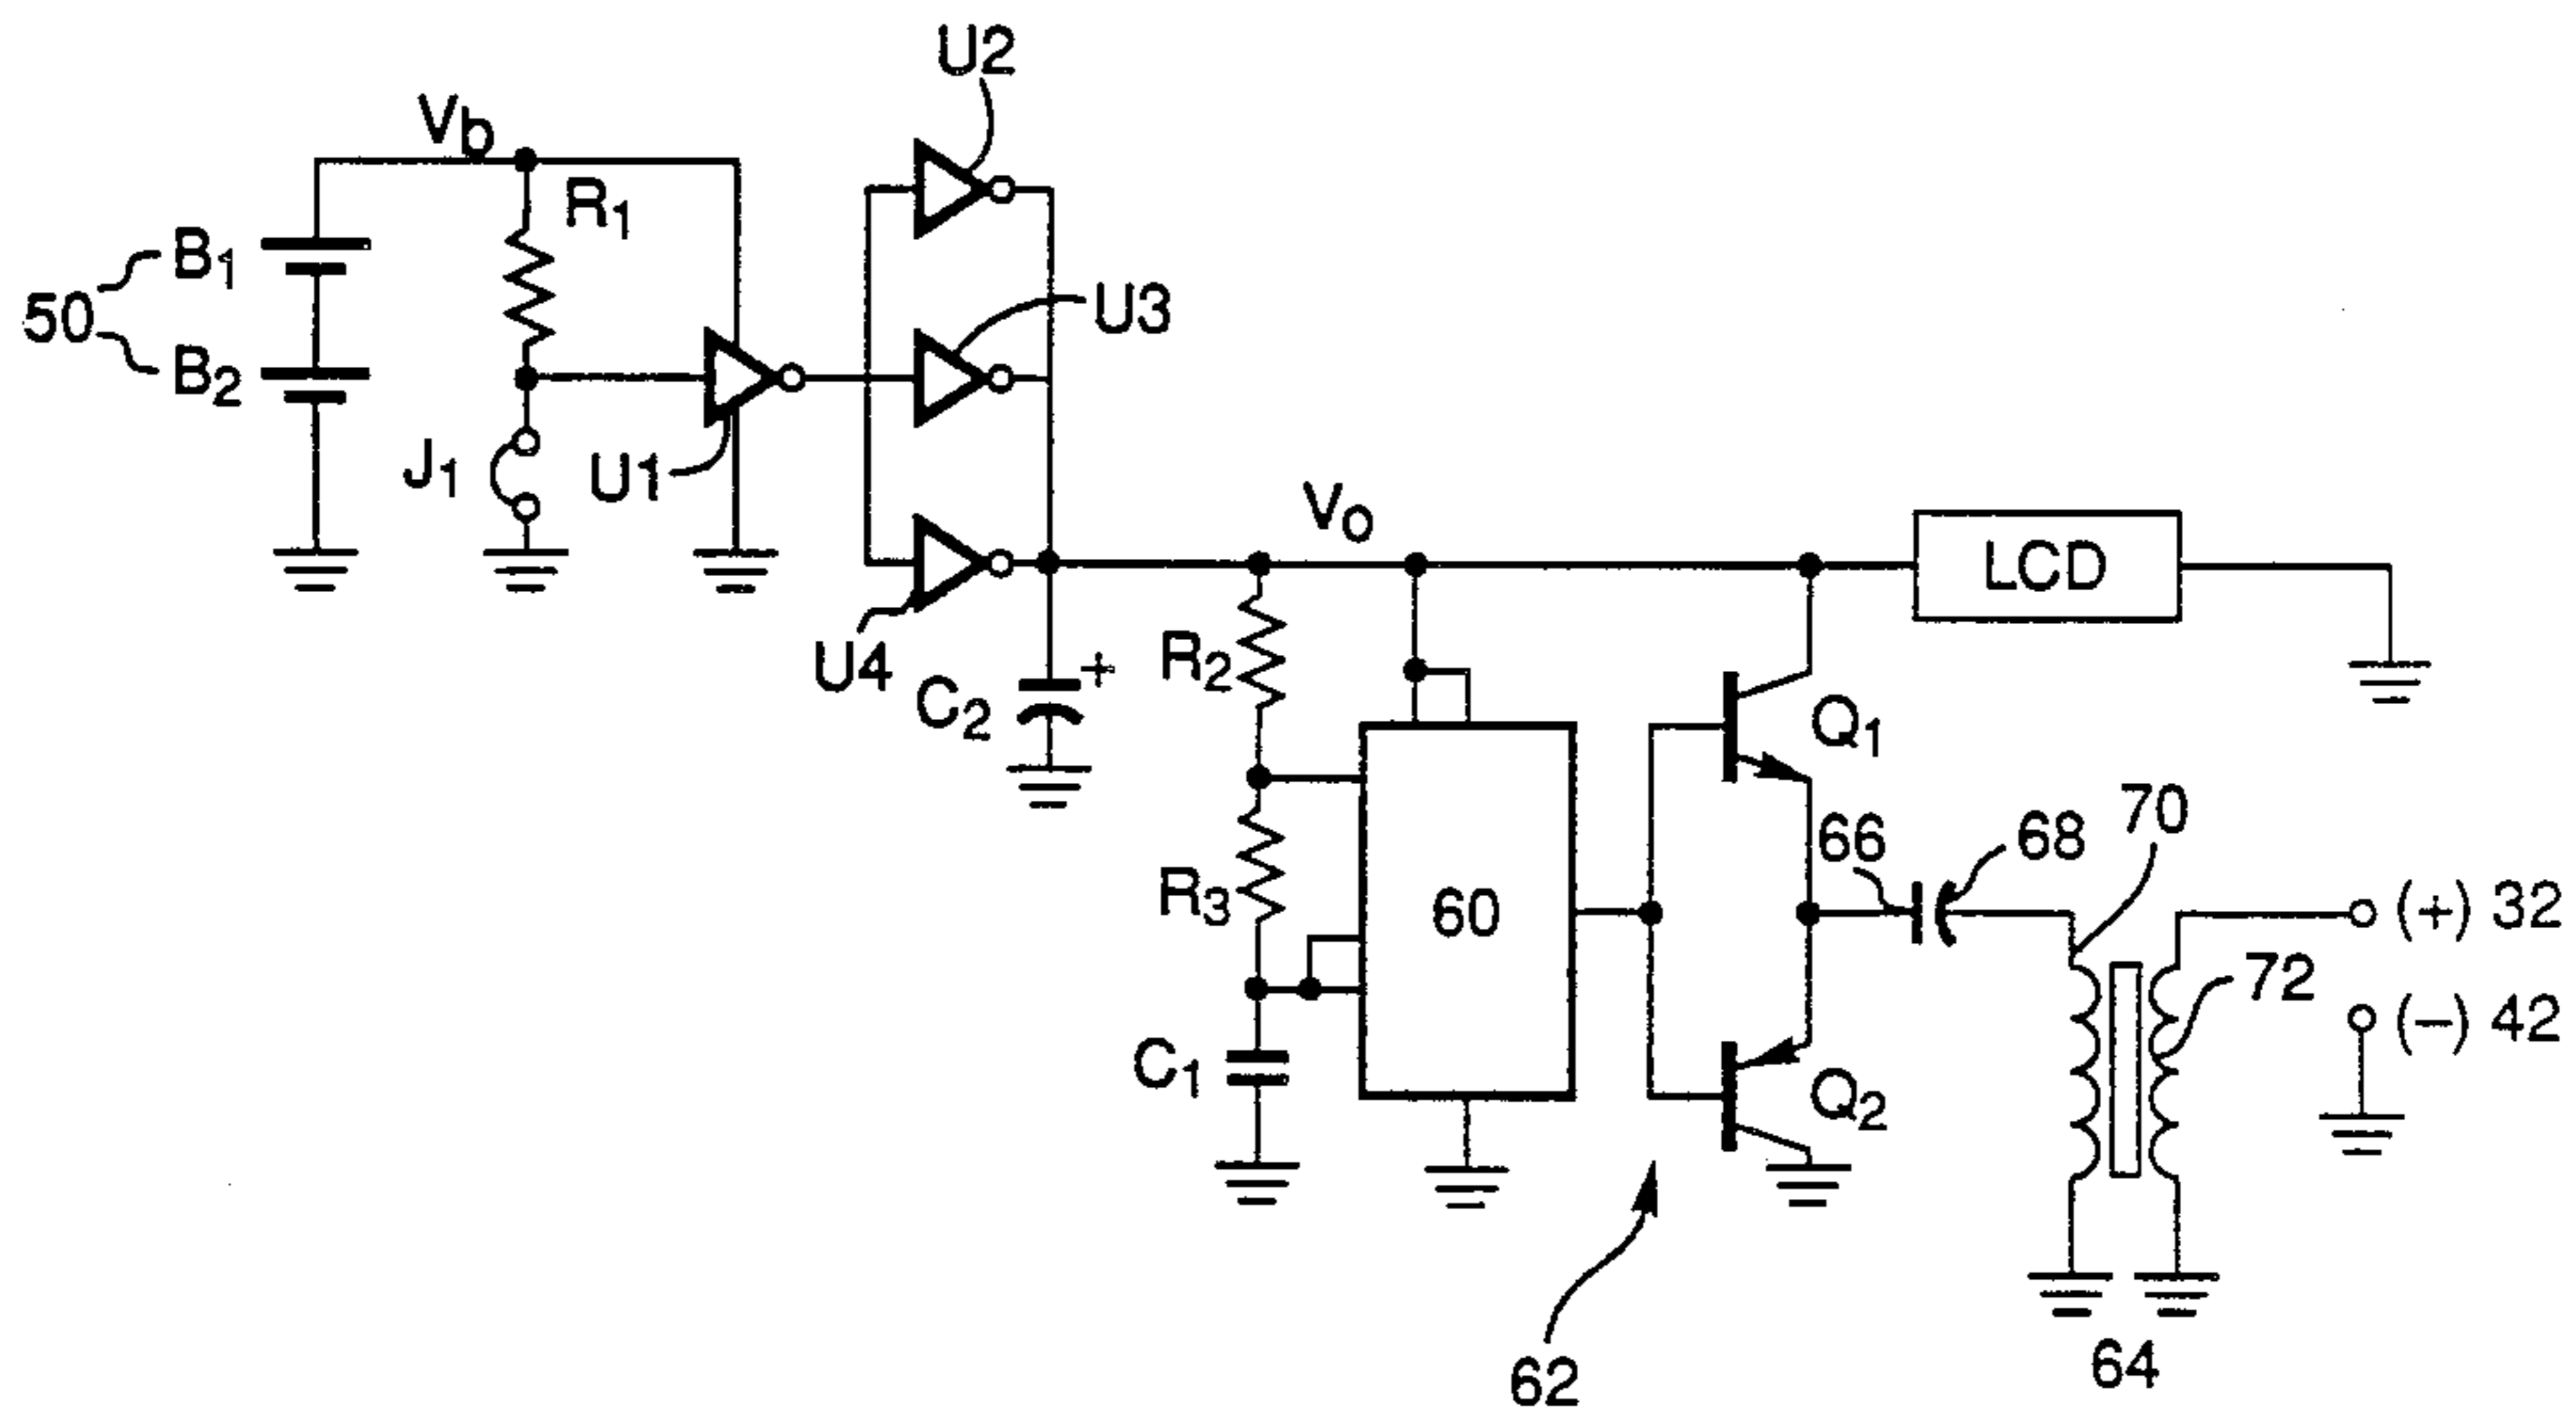 U2
Vb
R1
B1
50
B2
U3
J1
U1
Vo
LCD
U4
C2
+
R2
Q1
70
66
68
R3
60
(+) 32
72
(−) 42
C1
Q2
62
64